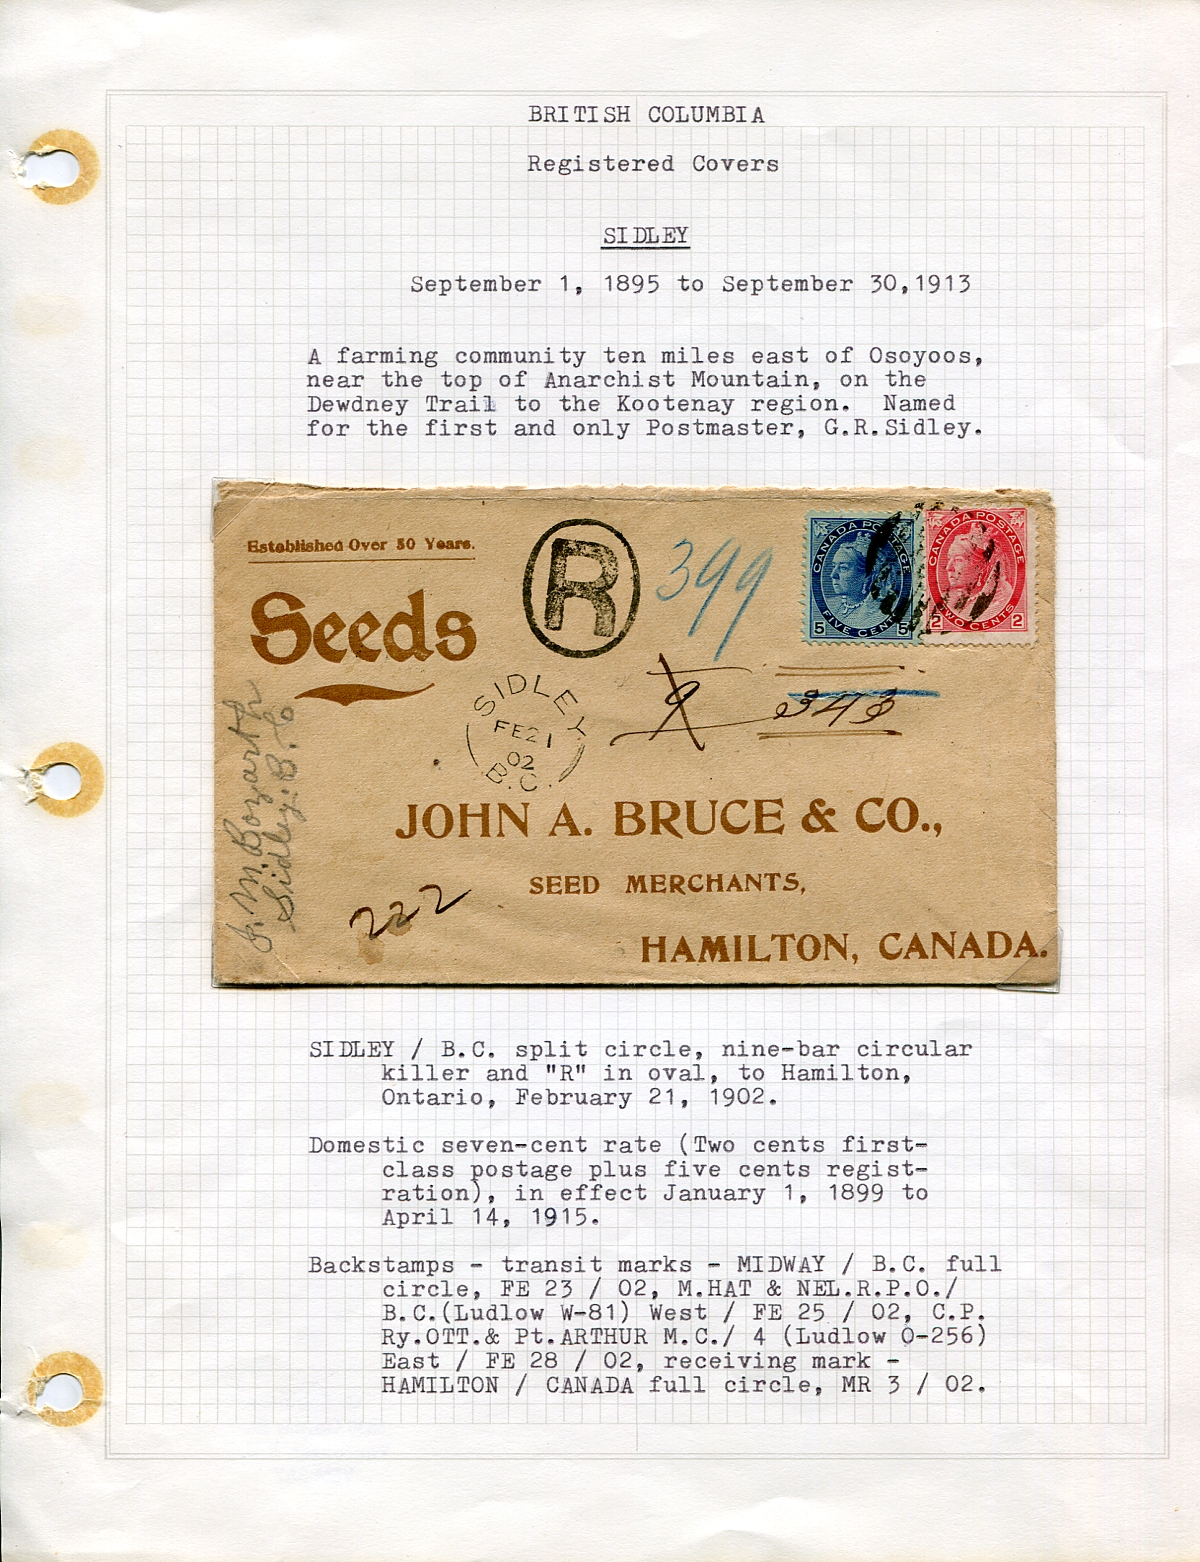 BRITISH COLUMBIA
Registered Covers
SIDLEY
September 1, 1895 to September 30,1913
A farming community ten miles east of Osoyoos,
near the top of Anarchist Mountain, on the
Dewdney Trail to the Kootenay region. Named
for the first and only Postmaster, G.R.Sidley.
Established Over 50 Years.
Seeds
R
399
CANADA POSTAGE
FIVE CENTS
5 5
CANADA POSTAGE
TWO CENTS
2 2
9
343
SIDLEY
FE 21
02
B.C.
J. M. Bozarth
Sidley. B.C
JOHN A. BRUCE & CO.,
SEED MERCHANTS,
HAMILTON, CANADA.
222
SIDLEY / B.C. split circle, nine-bar circular
killer and "R" in oval, to Hamilton,
Ontario, February 21, 1902.
Domestic seven-cent rate (Two cents first-
class postage plus five cents regist-
ration), in effect January 1, 1899 to
April 14, 1915.
Backstamps - transit marks - MIDWAY / B.C. full
circle, FE 23 / 02, M.HAT & NEL.R.P.O./
B.C.(Ludlow W-81) West / FE 25 / 02, C.P.
Ry.OTT.& Pt.ARTHUR M.C./ 4 (Ludlow O-256)
East / FE 28 / 02, receiving mark -
HAMILTON / CANADA full circle, MR 3 / 02.